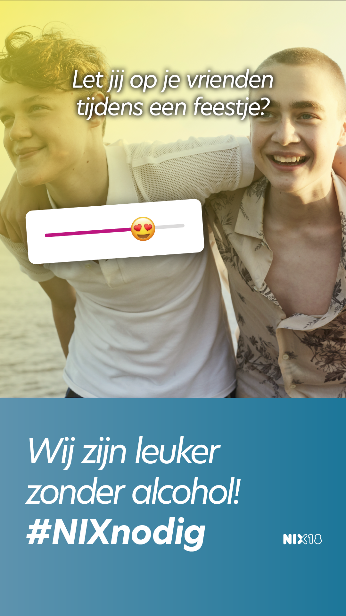 Let jij op je vrienden
tijdens een feestje?
Wij zijn leuker
zonder alcohol!
#NIXnodig
NIX18